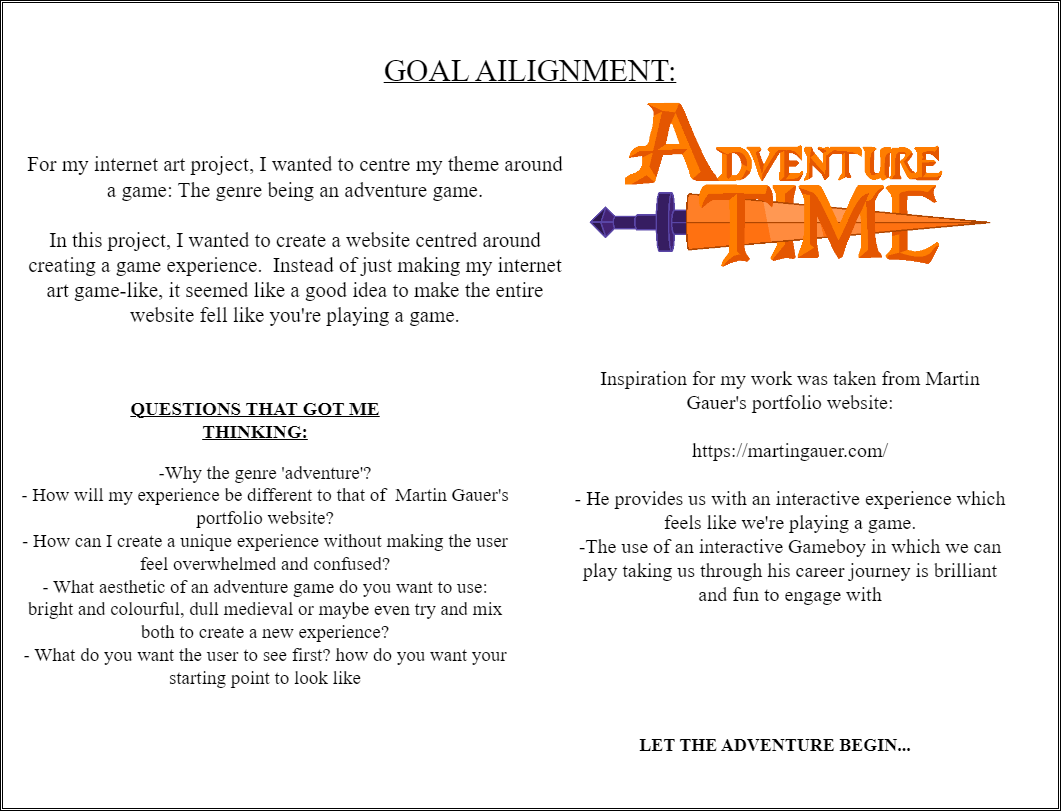 GOAL AILIGNMENT:
For my internet art project, I wanted to centre my theme around
a game: The genre being an adventure game.
In this project, I wanted to create a website centred around
creating a game experience.  Instead of just making my internet
art game-like, it seemed like a good idea to make the entire
website fell like you're playing a game.
ADVENTURE
TIME
QUESTIONS THAT GOT ME
THINKING:
-Why the genre 'adventure'?
- How will my experience be different to that of  Martin Gauer's
portfolio website?
- How can I create a unique experience without making the user
feel overwhelmed and confused?
- What aesthetic of an adventure game do you want to use:
bright and colourful, dull medieval or maybe even try and mix
both to create a new experience?
- What do you want the user to see first? how do you want your
starting point to look like
Inspiration for my work was taken from Martin
Gauer's portfolio website:
https://martingauer.com/
- He provides us with an interactive experience which
feels like we're playing a game.
-The use of an interactive Gameboy in which we can
play taking us through his career journey is brilliant
and fun to engage with
LET THE ADVENTURE BEGIN...